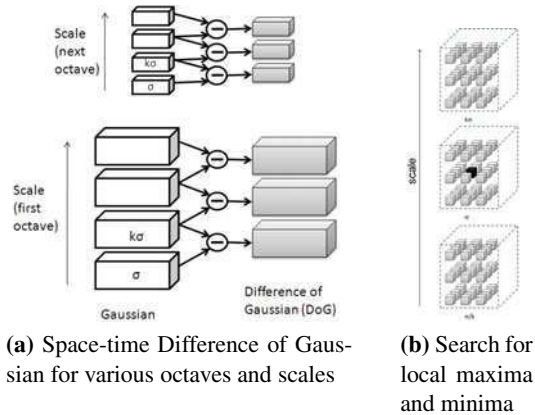 Scale
(next
octave)
kσ
σ
Scale
(first
octave)
kσ
σ
Gaussian
Difference of
Gaussian (DoG)
(a) Space-time Difference of Gaus-
sian for various octaves and scales
scale
(b) Search for
local maxima
and minima